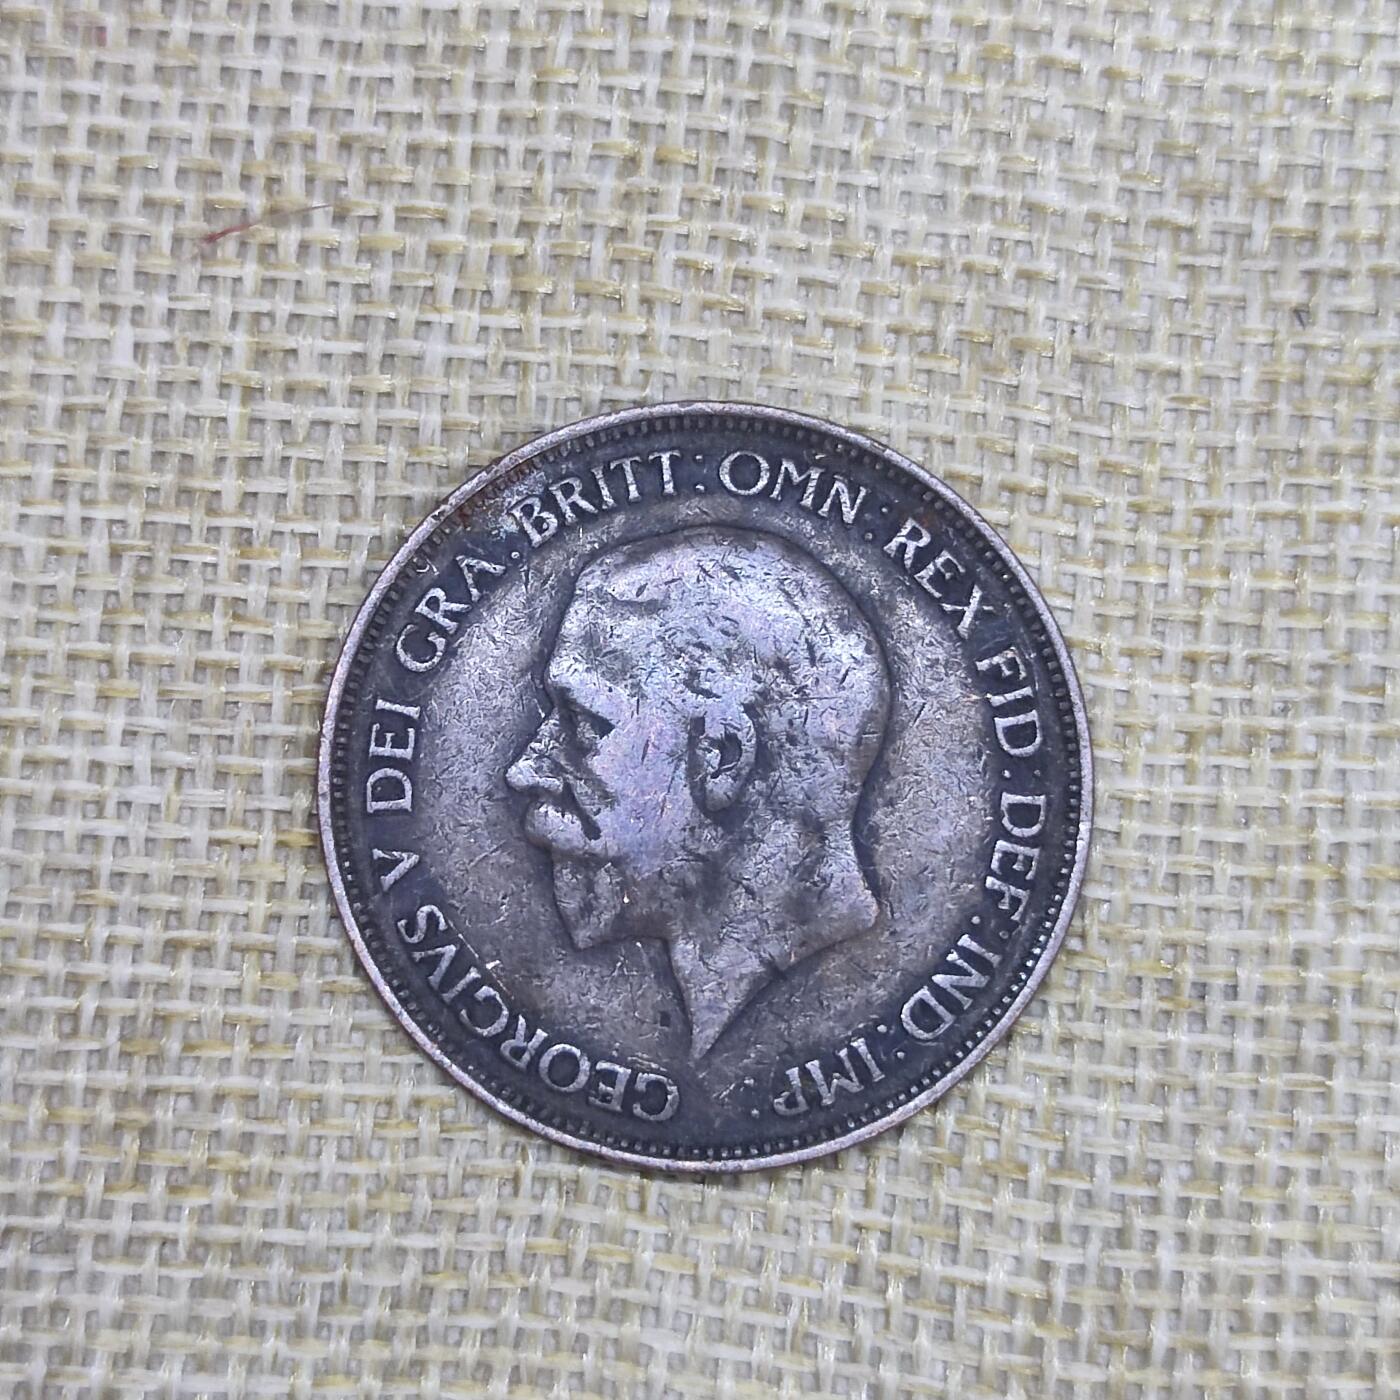 GEORGIVS V DEI GRA: BRITT: OMN: REX FID: DEF: IND: IMP: